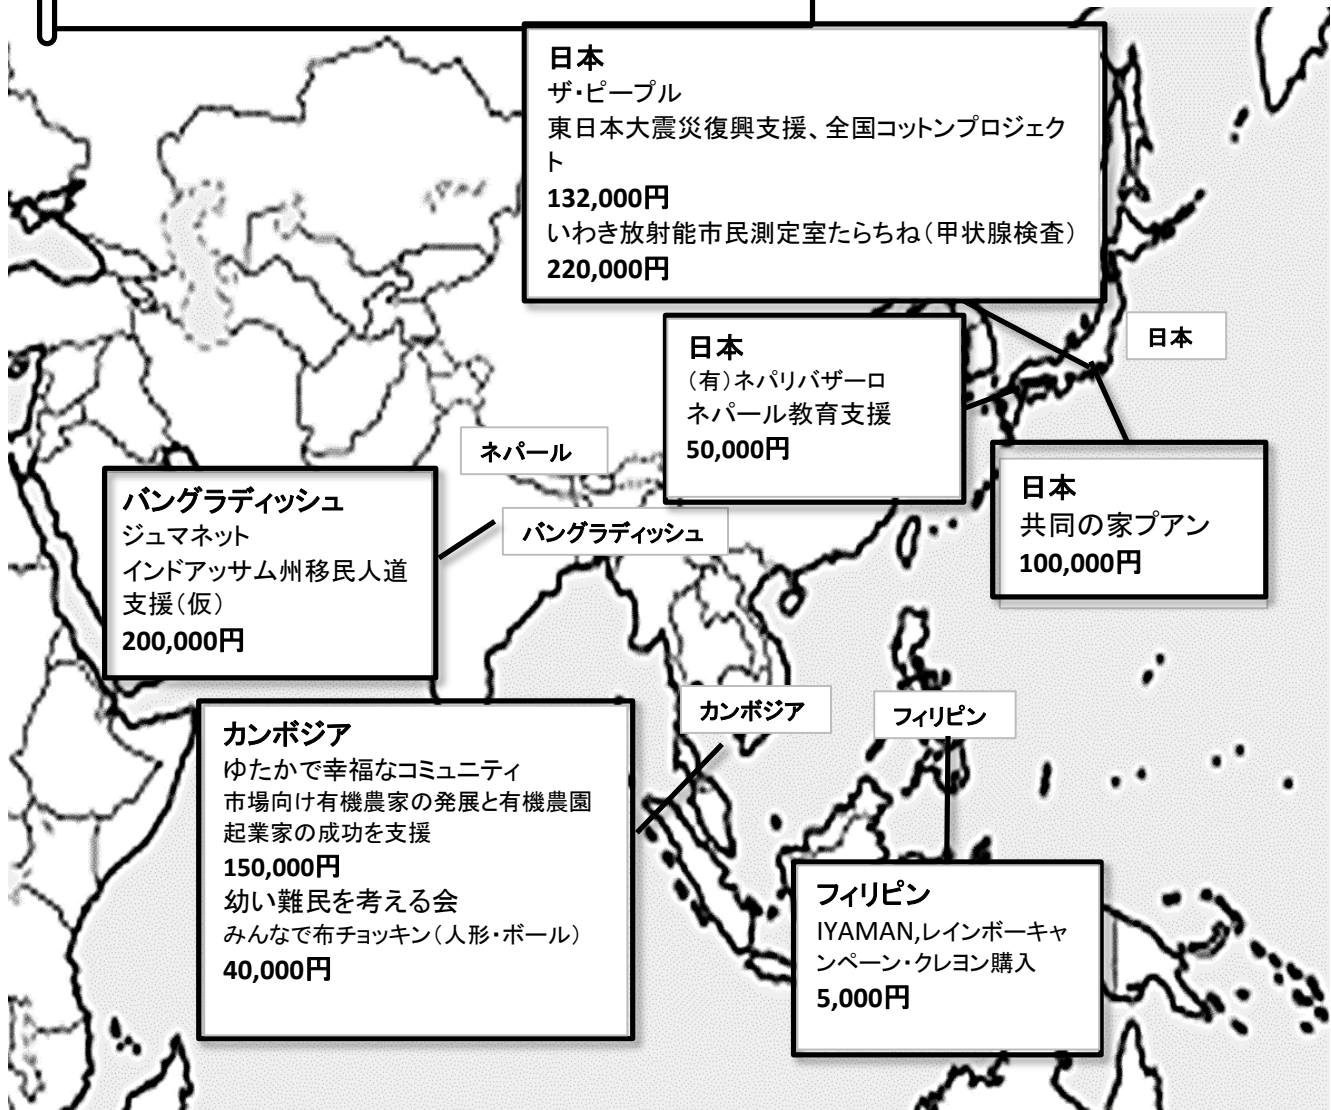 日本
ザ・ピープル
東日本大震災復興支援、全国コットンプロジェク
ト
132,000円
いわき放射能市民測定室たらちね（甲状腺検査）
220,000円
日本
（有）ネパリバザーロ
ネパール教育支援
50,000円
日本
ネパール
バングラディッシュ
ジュマネット
インドアッサム州移民人道
支援（仮）
200,000円
バングラディッシュ
日本
共同の家プアン
100,000円
カンボジア
フィリピン
カンボジア
ゆたかで幸福なコミュニティ
市場向け有機農家の発展と有機農園
起業家の成功を支援
150,000円
幼い難民を考える会
みんなで布チョッキン（人形・ボール）
40,000円
フィリピン
IYAMAN,レインボーキャ
ンペーン・クレヨン購入
5,000円